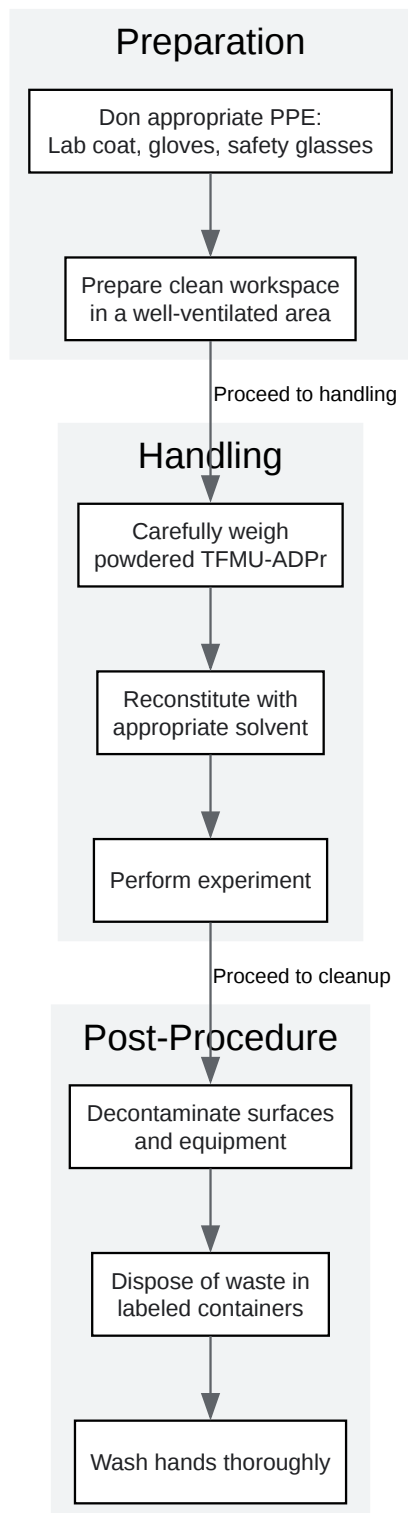 Preparation
Don appropriate PPE:
Lab coat, gloves, safety glasses
Prepare clean workspace
in a well-ventilated area
Proceed to handling
Handling
Carefully weigh
powdered TFMU-ADPr
Reconstitute with
appropriate solvent
Perform experiment
Proceed to cleanup
Post-Procedure
Decontaminate surfaces
and equipment
Dispose of waste in
labeled containers
Wash hands thoroughly